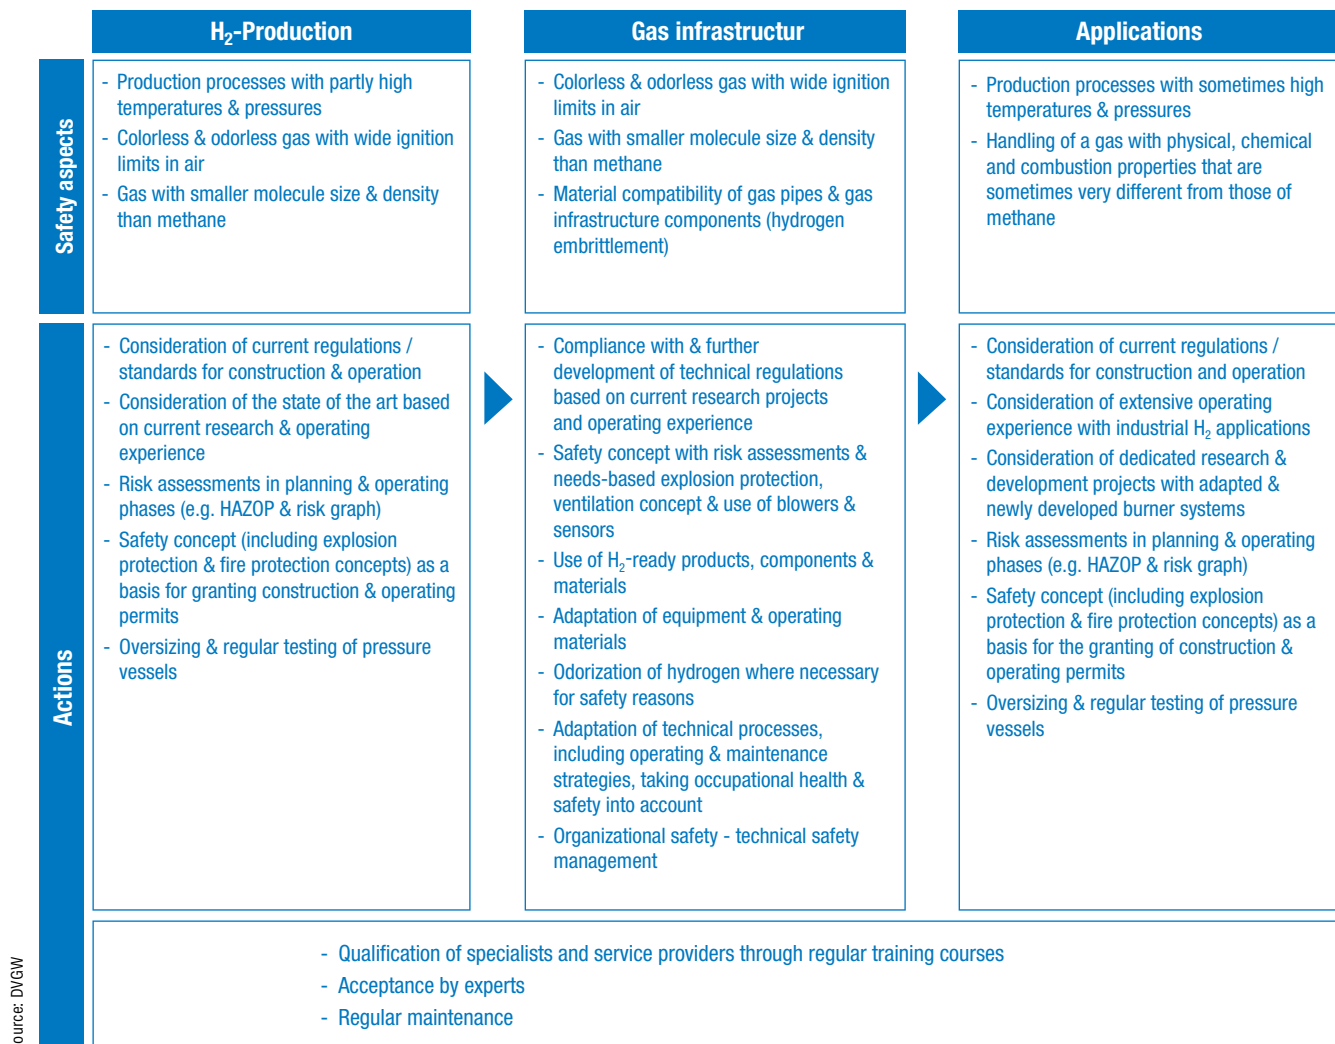 H₂-Production
Gas infrastructur
Applications
Safety aspects
- Production processes with partly high
temperatures & pressures
- Colorless & odorless gas with wide ignition
limits in air
- Gas with smaller molecule size & density
than methane
- Colorless & odorless gas with wide ignition
limits in air
- Gas with smaller molecule size & density
than methane
- Material compatibility of gas pipes & gas
infrastructure components (hydrogen
embrittlement)
- Production processes with sometimes high
temperatures & pressures
- Handling of a gas with physical, chemical
and combustion properties that are
sometimes very different from those of
methane
Actions
- Consideration of current regulations /
standards for construction & operation
- Consideration of the state of the art based
on current research & operating
experience
- Risk assessments in planning & operating
phases (e.g. HAZOP & risk graph)
- Safety concept (including explosion
protection & fire protection concepts) as a
basis for granting construction & operating
permits
- Oversizing & regular testing of pressure
vessels
- Compliance with & further
development of technical regulations
based on current research projects
and operating experience
- Safety concept with risk assessments &
needs-based explosion protection,
ventilation concept & use of blowers &
sensors
- Use of H₂-ready products, components &
materials
- Adaptation of equipment & operating
materials
- Odorization of hydrogen where necessary
for safety reasons
- Adaptation of technical processes,
including operating & maintenance
strategies, taking occupational health &
safety into account
- Organizational safety - technical safety
management
- Consideration of current regulations /
standards for construction and operation
- Consideration of extensive operating
experience with industrial H₂ applications
- Consideration of dedicated research &
development projects with adapted &
newly developed burner systems
- Risk assessments in planning & operating
phases (e.g. HAZOP & risk graph)
- Safety concept (including explosion
protection & fire protection concepts) as a
basis for the granting of construction &
operating permits
- Oversizing & regular testing of pressure
vessels
- Qualification of specialists and service providers through regular training courses
- Acceptance by experts
- Regular maintenance
ource: DVGW